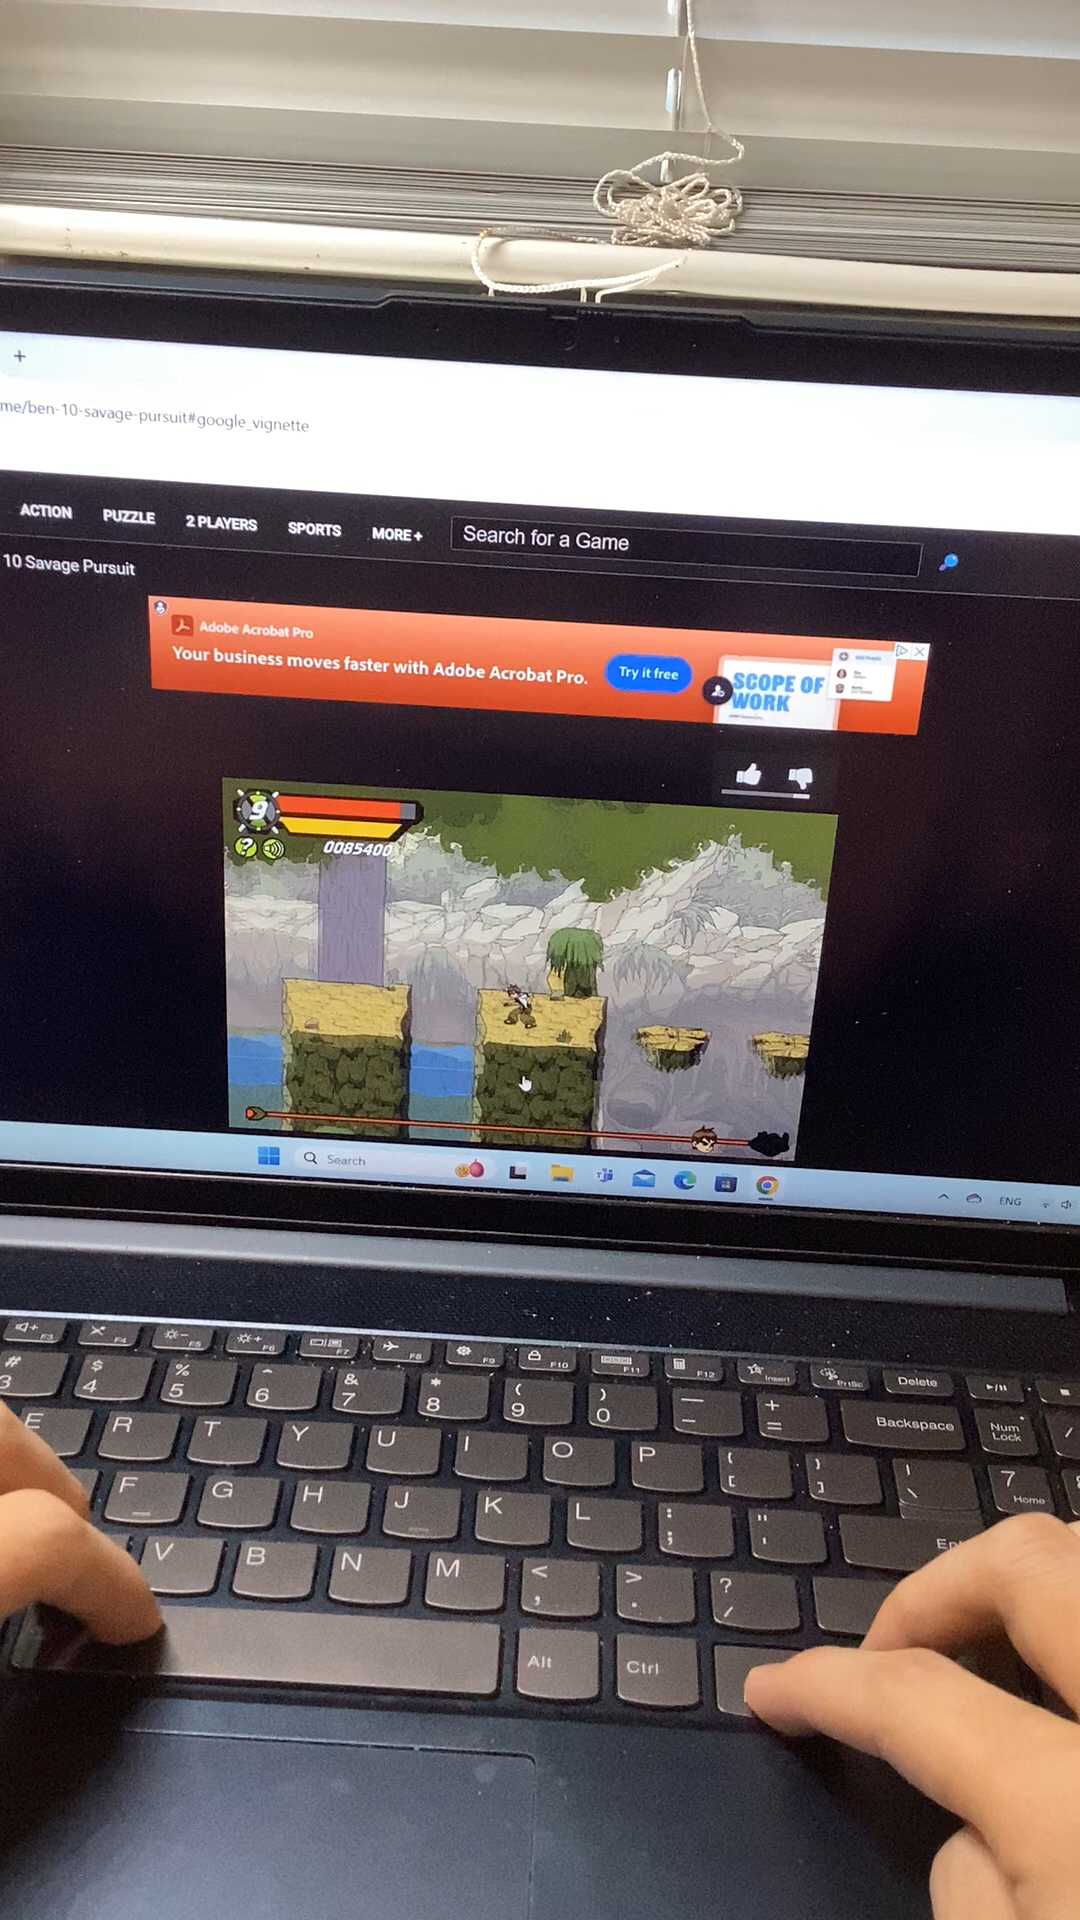 +
me/ben-10-savage-pursuit#google_vignette
ACTION PUZZLE 2 PLAYERS SPORTS MORE + Search for a Game
10 Savage Pursuit
Adobe Acrobat Pro
Your business moves faster with Adobe Acrobat Pro. Try it free
SCOPE OF
WORK
9
? 0085400
Search
ENG
F3 F4 F5 F6 F7 F8 F9 F10 F11 F12 Insert PrtSc Delete
# $ % ^ & * ( ) — +
3 4 5 6 7 8 9 0 - = Backspace Num Lock /
E R T Y U I O P { [ } ] | \ 7 Home
F G H J K L : ; " '
V B N M < , > . ? /
Alt Ctrl